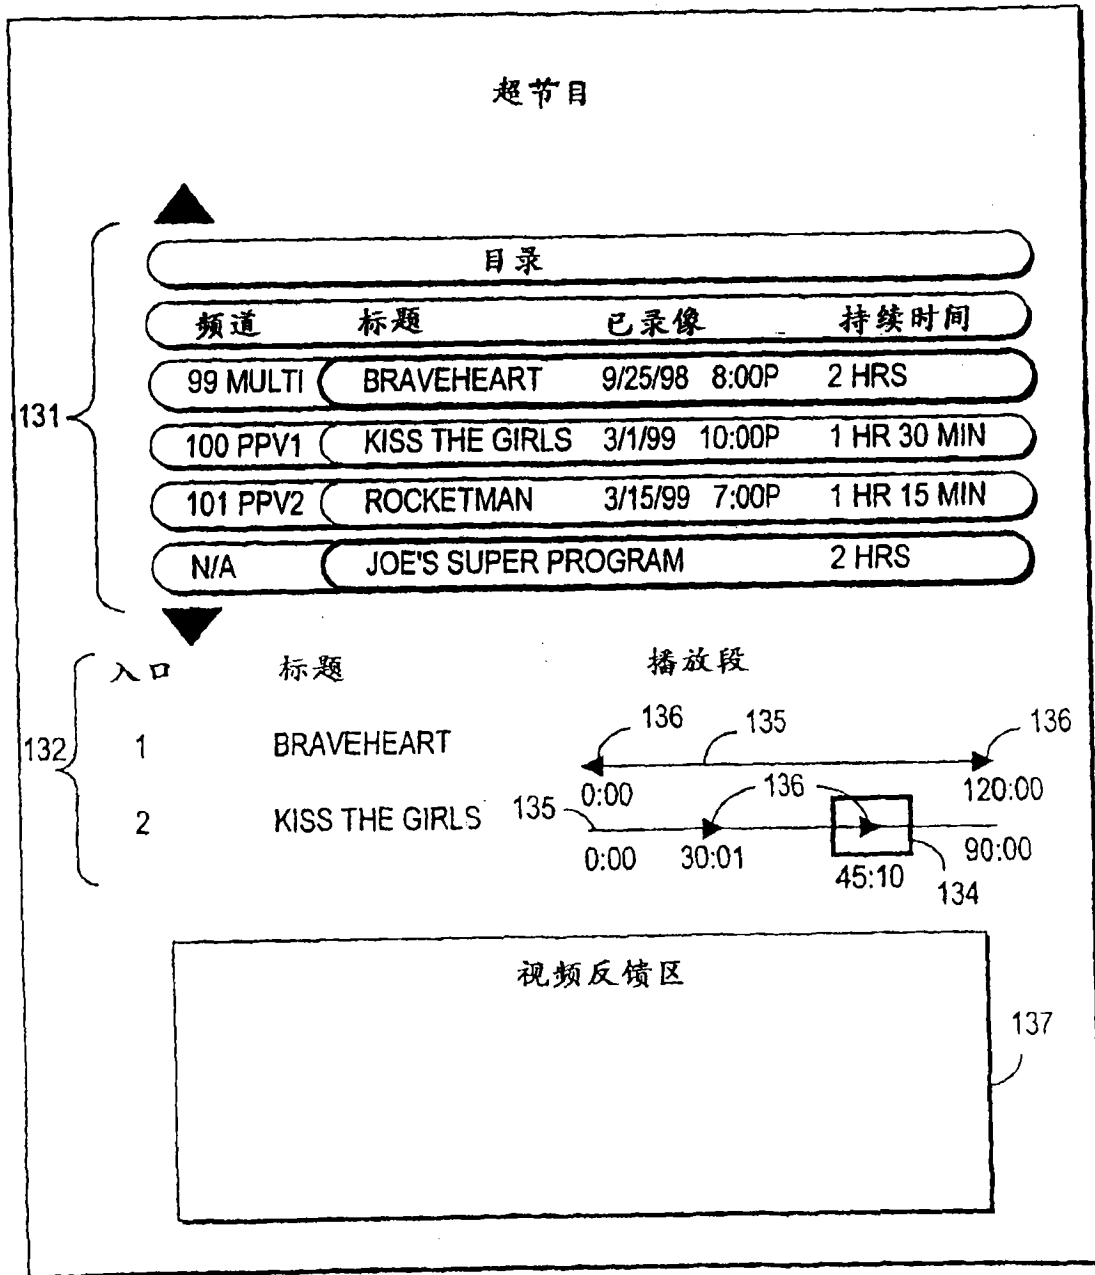 超节目
目录
频道 标题 已录像 持续时间
99 MULTI BRAVEHEART 9/25/98 8:00P 2 HRS
131
100 PPV1 KISS THE GIRLS 3/1/99 10:00P 1 HR 30 MIN
101 PPV2 ROCKETMAN 3/15/99 7:00P 1 HR 15 MIN
N/A JOE'S SUPER PROGRAM 2 HRS
入口 标题 播放段
136 135 136
132 1 BRAVEHEART
0:00 136 120:00
2 KISS THE GIRLS 135
0:00 30:01 45:10 90:00
134
视频反馈区
137